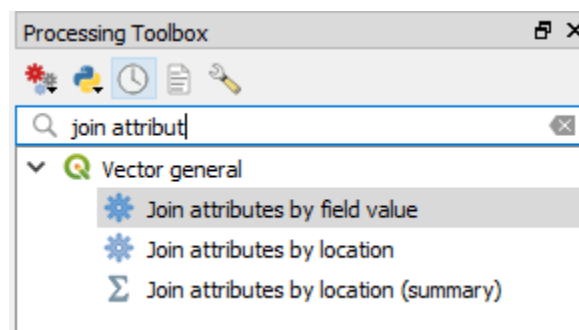 Processing Toolbox
join attribut
Vector general
Join attributes by field value
Join attributes by location
Join attributes by location (summary)